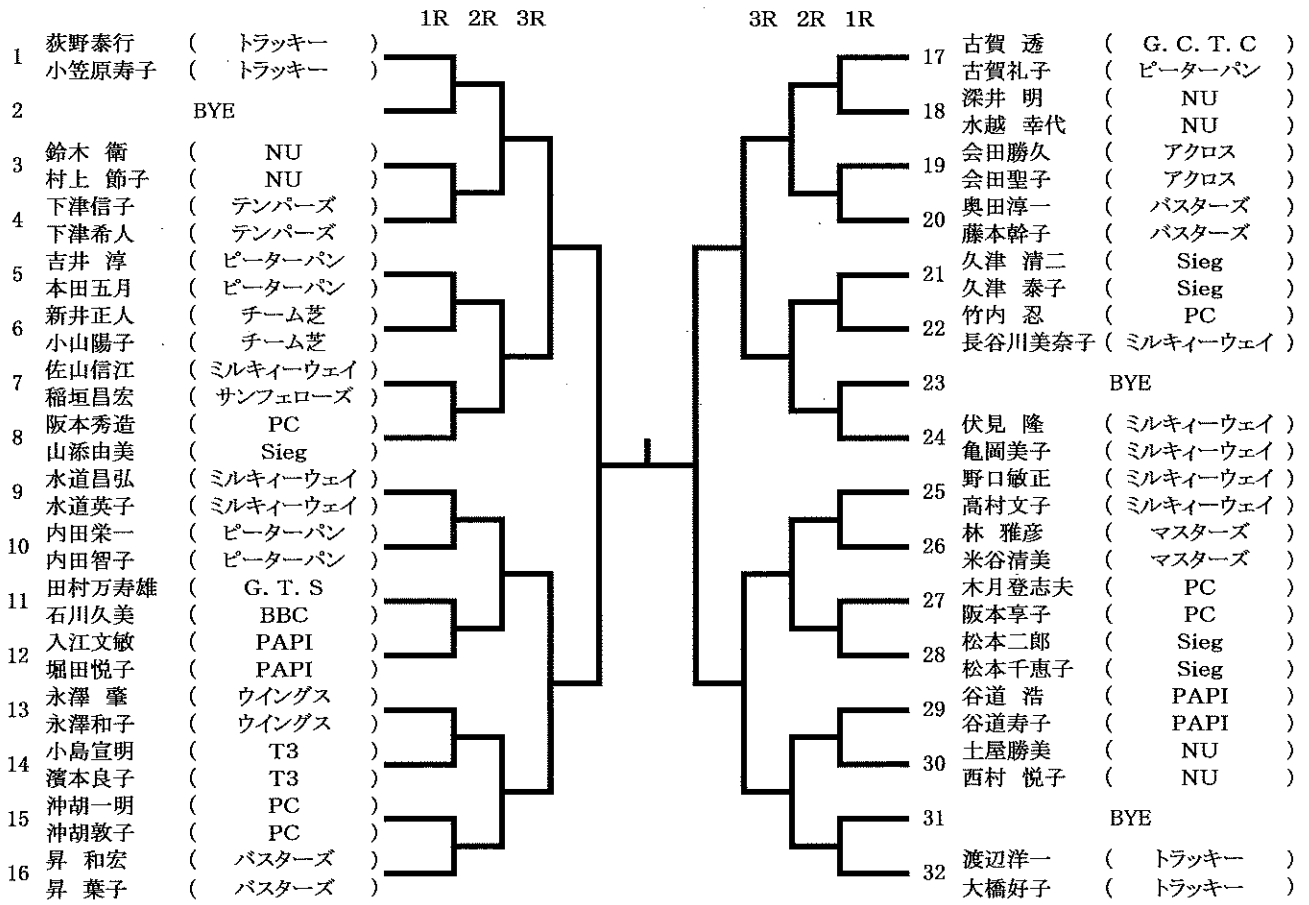 1R 2R 3R
1 荻野泰行 ( トラッキー )
小笠原寿子 ( トラッキー )
2 BYE
3 鈴木 衛 ( NU )
村上 節子 ( NU )
4 下津信子 ( テンパーズ )
下津希人 ( テンパーズ )
5 吉井 淳 ( ピーターパン )
本田五月 ( ピーターパン )
6 新井正人 ( チーム芝 )
小山陽子 ( チーム芝 )
7 佐山信江 ( ミルキィーウェイ )
稲垣昌宏 ( サンフェローズ )
8 阪本秀造 ( PC )
山添由美 ( Sieg )
9 水道昌弘 ( ミルキィーウェイ )
水道英子 ( ミルキィーウェイ )
10 内田栄一 ( ピーターパン )
内田智子 ( ピーターパン )
11 田村万寿雄 ( G. T. S )
石川久美 ( BBC )
12 入江文敏 ( PAPI )
堀田悦子 ( PAPI )
13 永澤 肇 ( ウイングス )
永澤和子 ( ウイングス )
14 小島宣明 ( T3 )
濱本良子 ( T3 )
15 沖胡一明 ( PC )
沖胡敦子 ( PC )
16 昇 和宏 ( バスターズ )
昇 葉子 ( バスターズ )
3R 2R 1R
17 古賀 透 ( G. C. T. C )
古賀礼子 ( ピーターパン )
18 深井 明 ( NU )
水越 幸代 ( NU )
19 会田勝久 ( アクロス )
会田聖子 ( アクロス )
20 奥田淳一 ( バスターズ )
藤本幹子 ( バスターズ )
21 久津 清二 ( Sieg )
久津 泰子 ( Sieg )
22 竹内 忍 ( PC )
長谷川美奈子 ( ミルキィーウェイ )
23 BYE
24 伏見 隆 ( ミルキィーウェイ )
亀岡美子 ( ミルキィーウェイ )
25 野口敏正 ( ミルキィーウェイ )
高村文子 ( ミルキィーウェイ )
26 林 雅彦 ( マスターズ )
米谷清美 ( マスターズ )
27 木月登志夫 ( PC )
阪本享子 ( PC )
28 松本二郎 ( Sieg )
松本千恵子 ( Sieg )
29 谷道 浩 ( PAPI )
谷道寿子 ( PAPI )
30 土屋勝美 ( NU )
西村 悦子 ( NU )
31 BYE
32 渡辺洋一 ( トラッキー )
大橋好子 ( トラッキー )